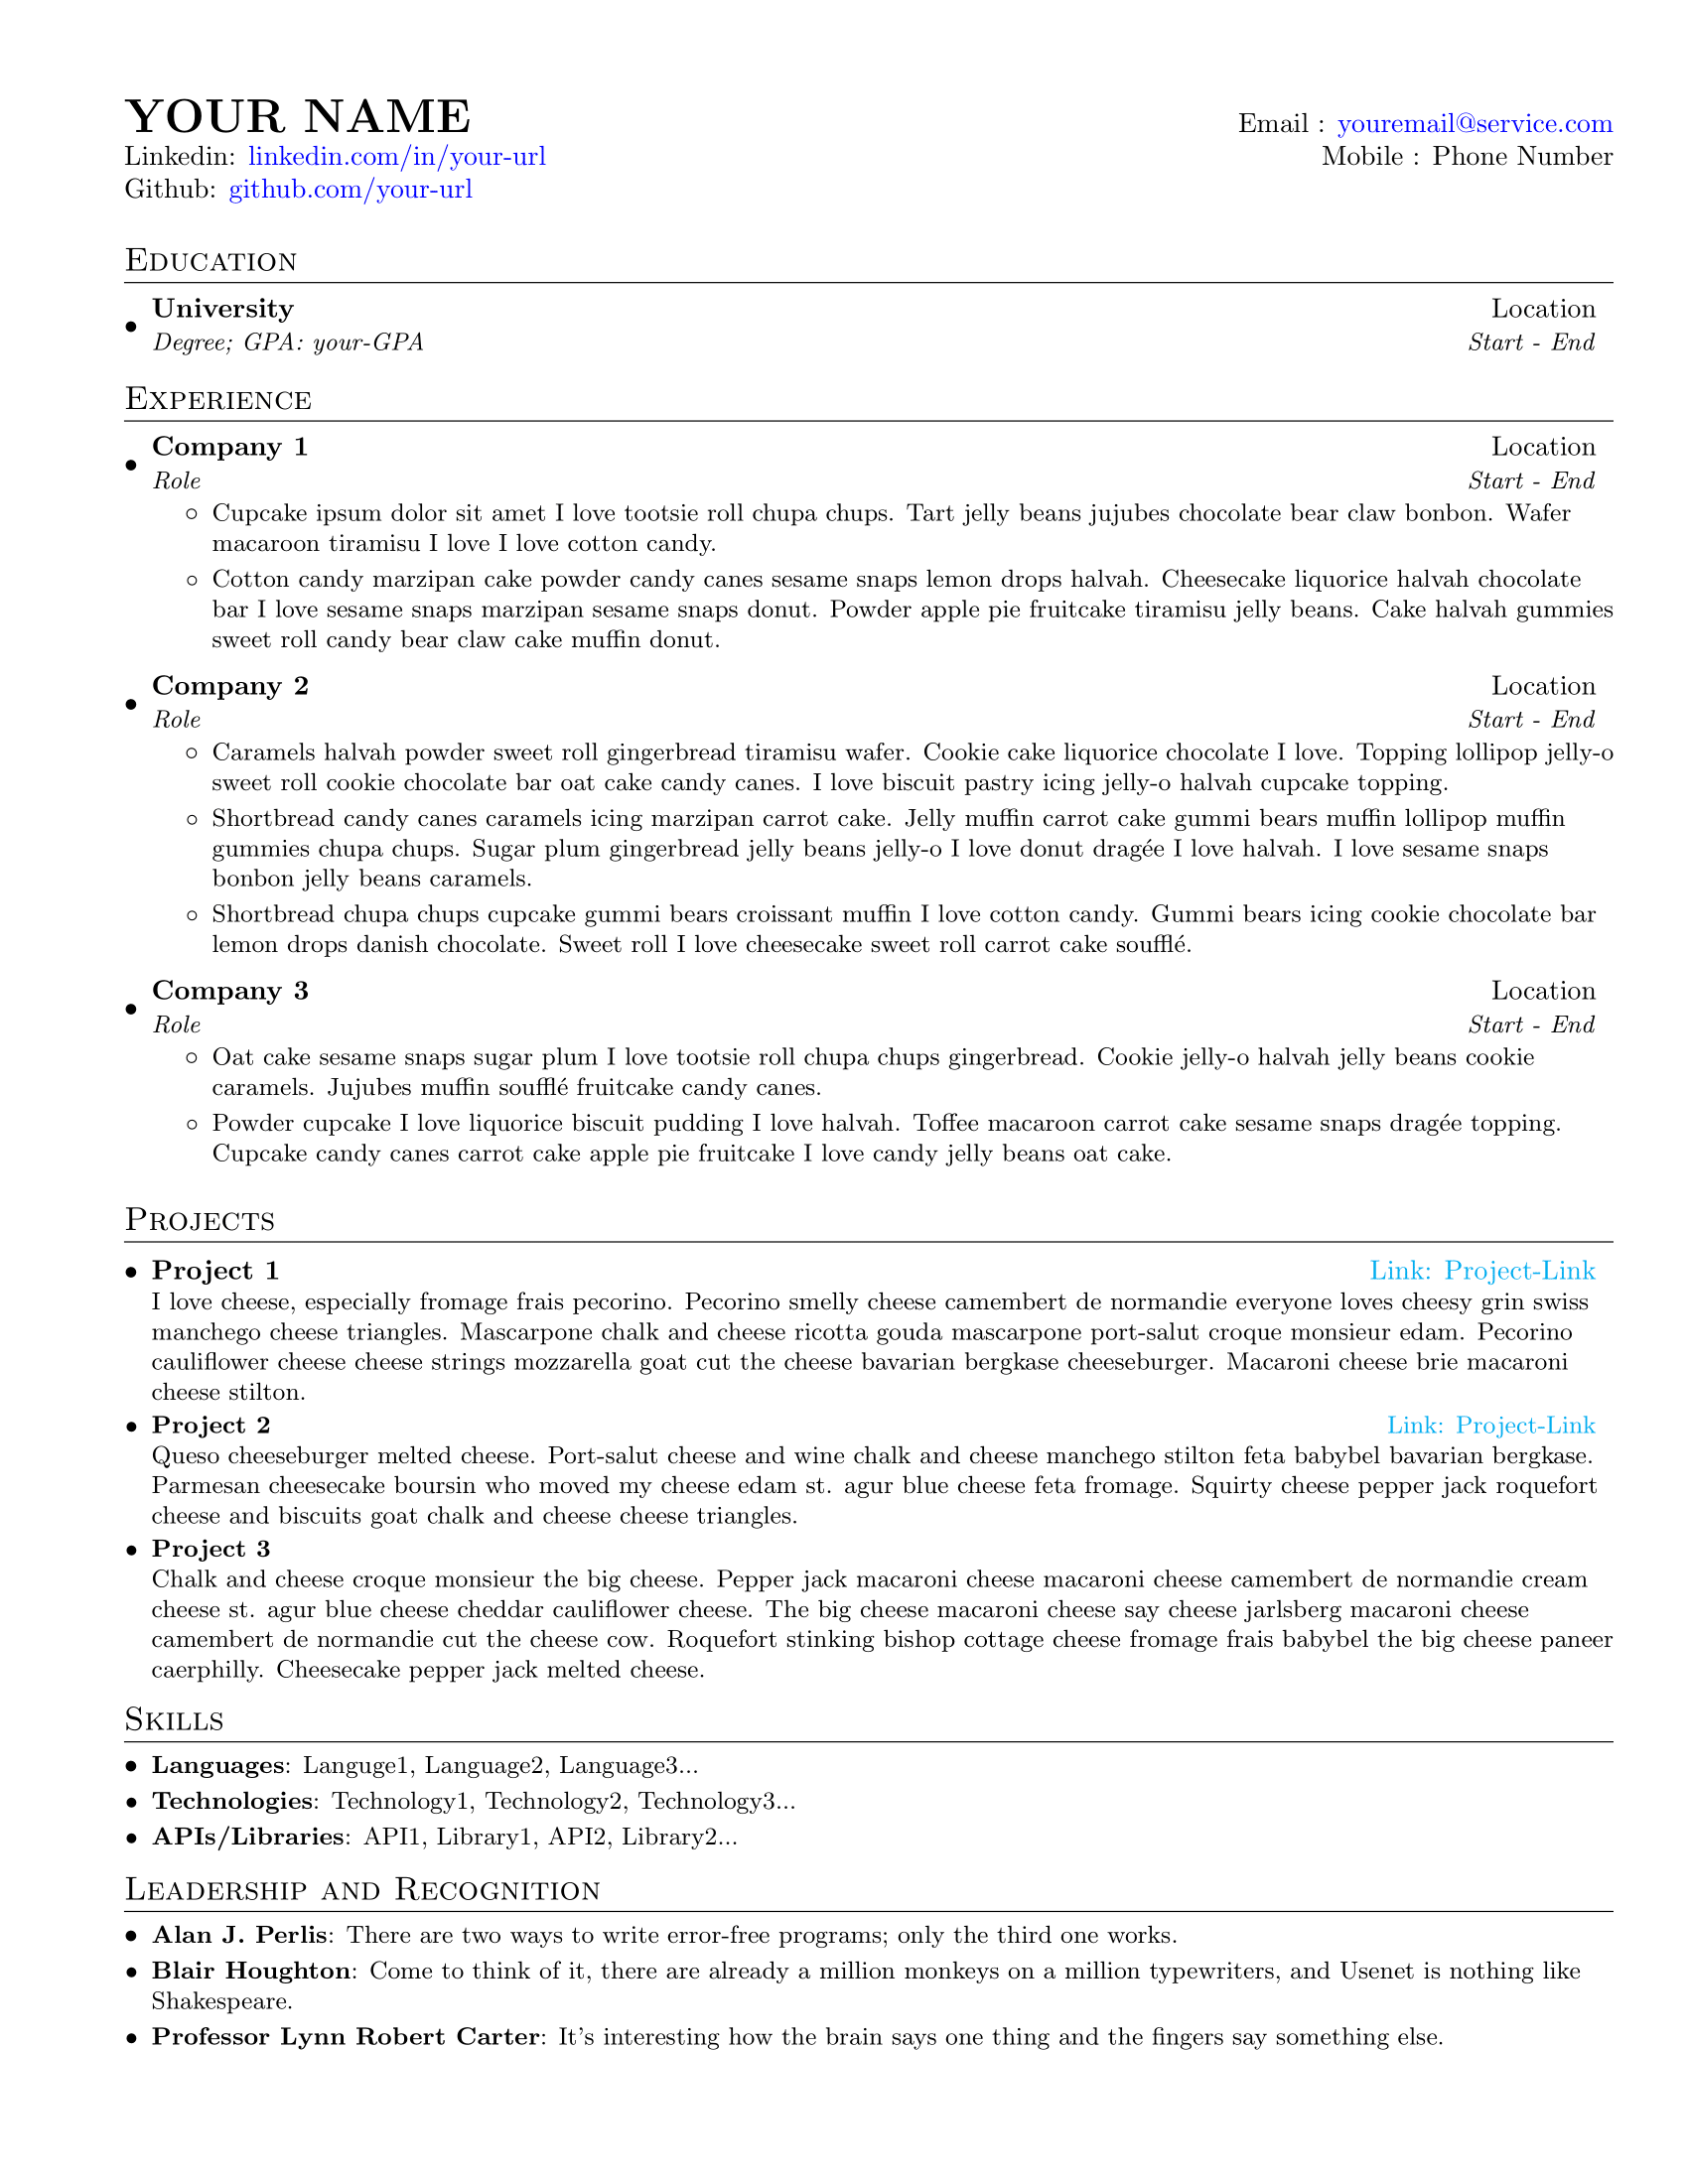 YOUR NAME
Email : youremail@service.com
Linkedin: linkedin.com/in/your-url
Mobile : Phone Number
Github: github.com/your-url
Education
• University
Location
Degree; GPA: your-GPA
Start - End
Experience
• Company 1
Location
Role
Start - End
◦ Cupcake ipsum dolor sit amet I love tootsie roll chupa chups. Tart jelly beans jujubes chocolate bear claw bonbon. Wafer
macaroon tiramisu I love I love cotton candy.
◦ Cotton candy marzipan cake powder candy canes sesame snaps lemon drops halvah. Cheesecake liquorice halvah chocolate
bar I love sesame snaps marzipan sesame snaps donut. Powder apple pie fruitcake tiramisu jelly beans. Cake halvah gummies
sweet roll candy bear claw cake muffin donut.
• Company 2
Location
Role
Start - End
◦ Caramels halvah powder sweet roll gingerbread tiramisu wafer. Cookie cake liquorice chocolate I love. Topping lollipop jelly-o
sweet roll cookie chocolate bar oat cake candy canes. I love biscuit pastry icing jelly-o halvah cupcake topping.
◦ Shortbread candy canes caramels icing marzipan carrot cake. Jelly muffin carrot cake gummi bears muffin lollipop muffin
gummies chupa chups. Sugar plum gingerbread jelly beans jelly-o I love donut dragée I love halvah. I love sesame snaps
bonbon jelly beans caramels.
◦ Shortbread chupa chups cupcake gummi bears croissant muffin I love cotton candy. Gummi bears icing cookie chocolate bar
lemon drops danish chocolate. Sweet roll I love cheesecake sweet roll carrot cake soufflé.
• Company 3
Location
Role
Start - End
◦ Oat cake sesame snaps sugar plum I love tootsie roll chupa chups gingerbread. Cookie jelly-o halvah jelly beans cookie
caramels. Jujubes muffin soufflé fruitcake candy canes.
◦ Powder cupcake I love liquorice biscuit pudding I love halvah. Toffee macaroon carrot cake sesame snaps dragée topping.
Cupcake candy canes carrot cake apple pie fruitcake I love candy jelly beans oat cake.
Projects
• Project 1
Link: Project-Link
I love cheese, especially fromage frais pecorino. Pecorino smelly cheese camembert de normandie everyone loves cheesy grin swiss
manchego cheese triangles. Mascarpone chalk and cheese ricotta gouda mascarpone port-salut croque monsieur edam. Pecorino
cauliflower cheese cheese strings mozzarella goat cut the cheese bavarian bergkase cheeseburger. Macaroni cheese brie macaroni
cheese stilton.
• Project 2
Link: Project-Link
Queso cheeseburger melted cheese. Port-salut cheese and wine chalk and cheese manchego stilton feta babybel bavarian bergkase.
Parmesan cheesecake boursin who moved my cheese edam st. agur blue cheese feta fromage. Squirty cheese pepper jack roquefort
cheese and biscuits goat chalk and cheese cheese triangles.
• Project 3
Chalk and cheese croque monsieur the big cheese. Pepper jack macaroni cheese macaroni cheese camembert de normandie cream
cheese st. agur blue cheese cheddar cauliflower cheese. The big cheese macaroni cheese say cheese jarlsberg macaroni cheese
camembert de normandie cut the cheese cow. Roquefort stinking bishop cottage cheese fromage frais babybel the big cheese paneer
caerphilly. Cheesecake pepper jack melted cheese.
Skills
• Languages: Languge1, Language2, Language3...
• Technologies: Technology1, Technology2, Technology3...
• APIs/Libraries: API1, Library1, API2, Library2...
Leadership and Recognition
• Alan J. Perlis: There are two ways to write error-free programs; only the third one works.
• Blair Houghton: Come to think of it, there are already a million monkeys on a million typewriters, and Usenet is nothing like
Shakespeare.
• Professor Lynn Robert Carter: It's interesting how the brain says one thing and the fingers say something else.